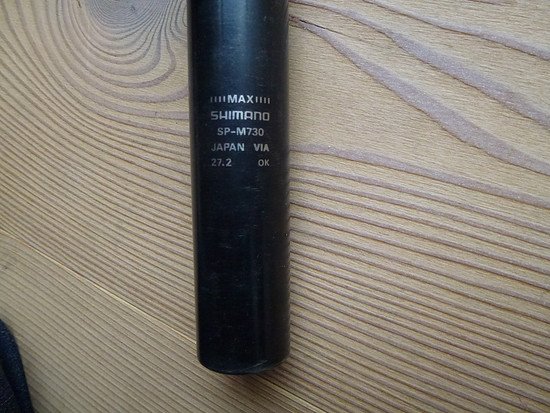 MAX
SHIMANO
SP-M730
JAPAN VIA
27.2 OK